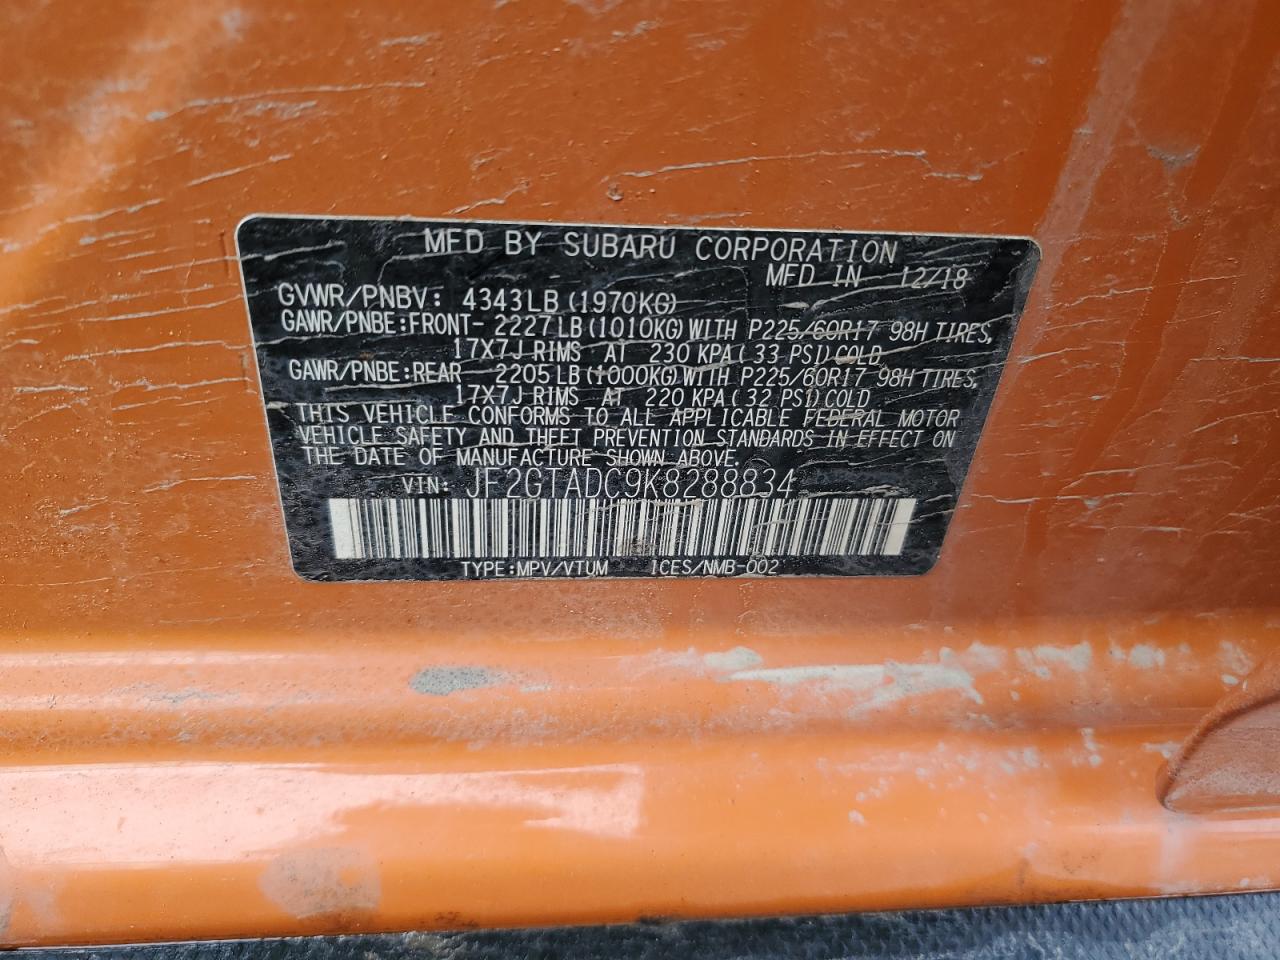 MFD BY SUBARU CORPORATION
MFD IN 12/18
GVWR/PNBV: 4343LB(1970KG)
GAWR/PNBE:FRONT- 2227LB(1010KG)WITH P225/60R17 98H TIRES,
17X7J RIMS AT 230 KPA( 33 PSI)COLD
GAWR/PNBE:REAR 2205LB(1000KG)WITH P225/60R17 98H TIRES,
17X7J RIMS AT 220 KPA( 32 PSI)COLD
THIS VEHICLE CONFORMS TO ALL APPLICABLE FEDERAL MOTOR
VEHICLE SAFETY AND THEFT PREVENTION STANDARDS IN EFFECT ON
THE DATE OF MANUFACTURE SHOWN ABOVE.
VIN: JF2GTADC9K8288834
TYPE:MPV/VTUM ICES/NMB-002